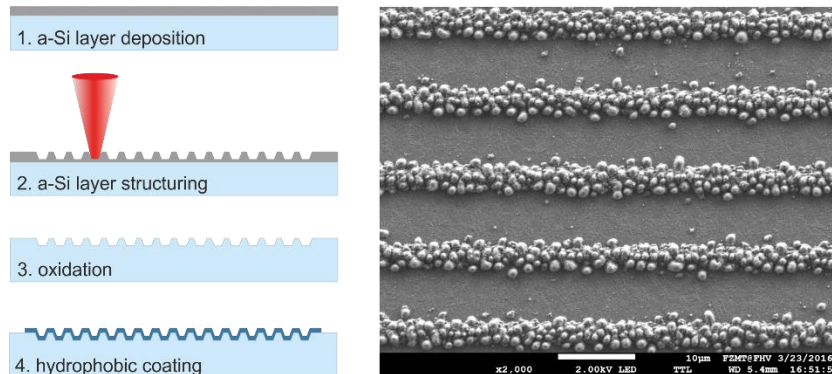 1. a-Si layer deposition
2. a-Si layer structuring
3. oxidation
4. hydrophobic coating
10μm FZMT@FHV 3/23/2016
x2,000 2.00kV LED TTL WD 5.4mm 16:51:5